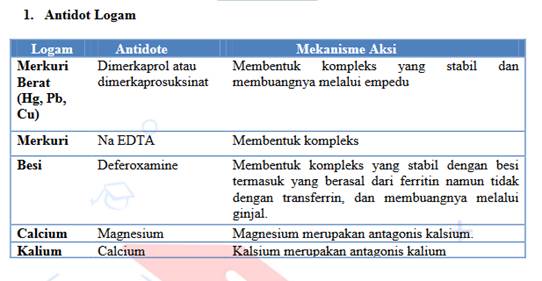 1. Antidot Logam
Logam Antidote Mekanisme Aksi
Merkuri Dimerkaprol atau Membentuk kompleks yang stabil dan
Berat dimerkaprosuksinat membuangnya melalui empedu
(Hg, Pb,
Cu)
Merkuri Na EDTA Membentuk kompleks
Besi Deferoxamine Membentuk kompleks yang stabil dengan besi
termasuk yang berasal dari ferritin namun tidak
dengan transferrin, dan membuangnya melalui
ginjal.
Calcium Magnesium Magnesium merupakan antagonis kalsium.
Kalium Calcium Kalsium merupakan antagonis kalium